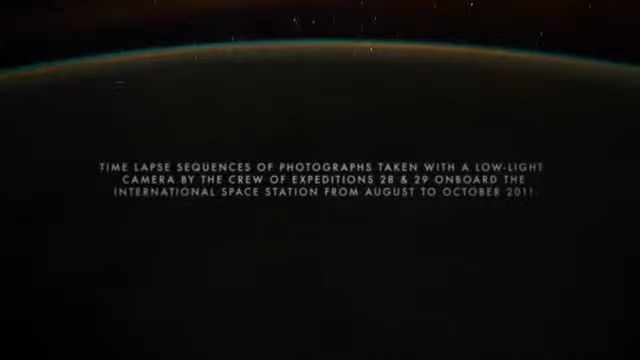 TIME LAPSE SEQUENCES OF PHOTOGRAPHS TAKEN WITH A LOW-LIGHT
CAMERA BY THE CREW OF EXPEDITIONS 28 & 29 ONBOARD THE
INTERNATIONAL SPACE STATION FROM AUGUST TO OCTOBER 2011.